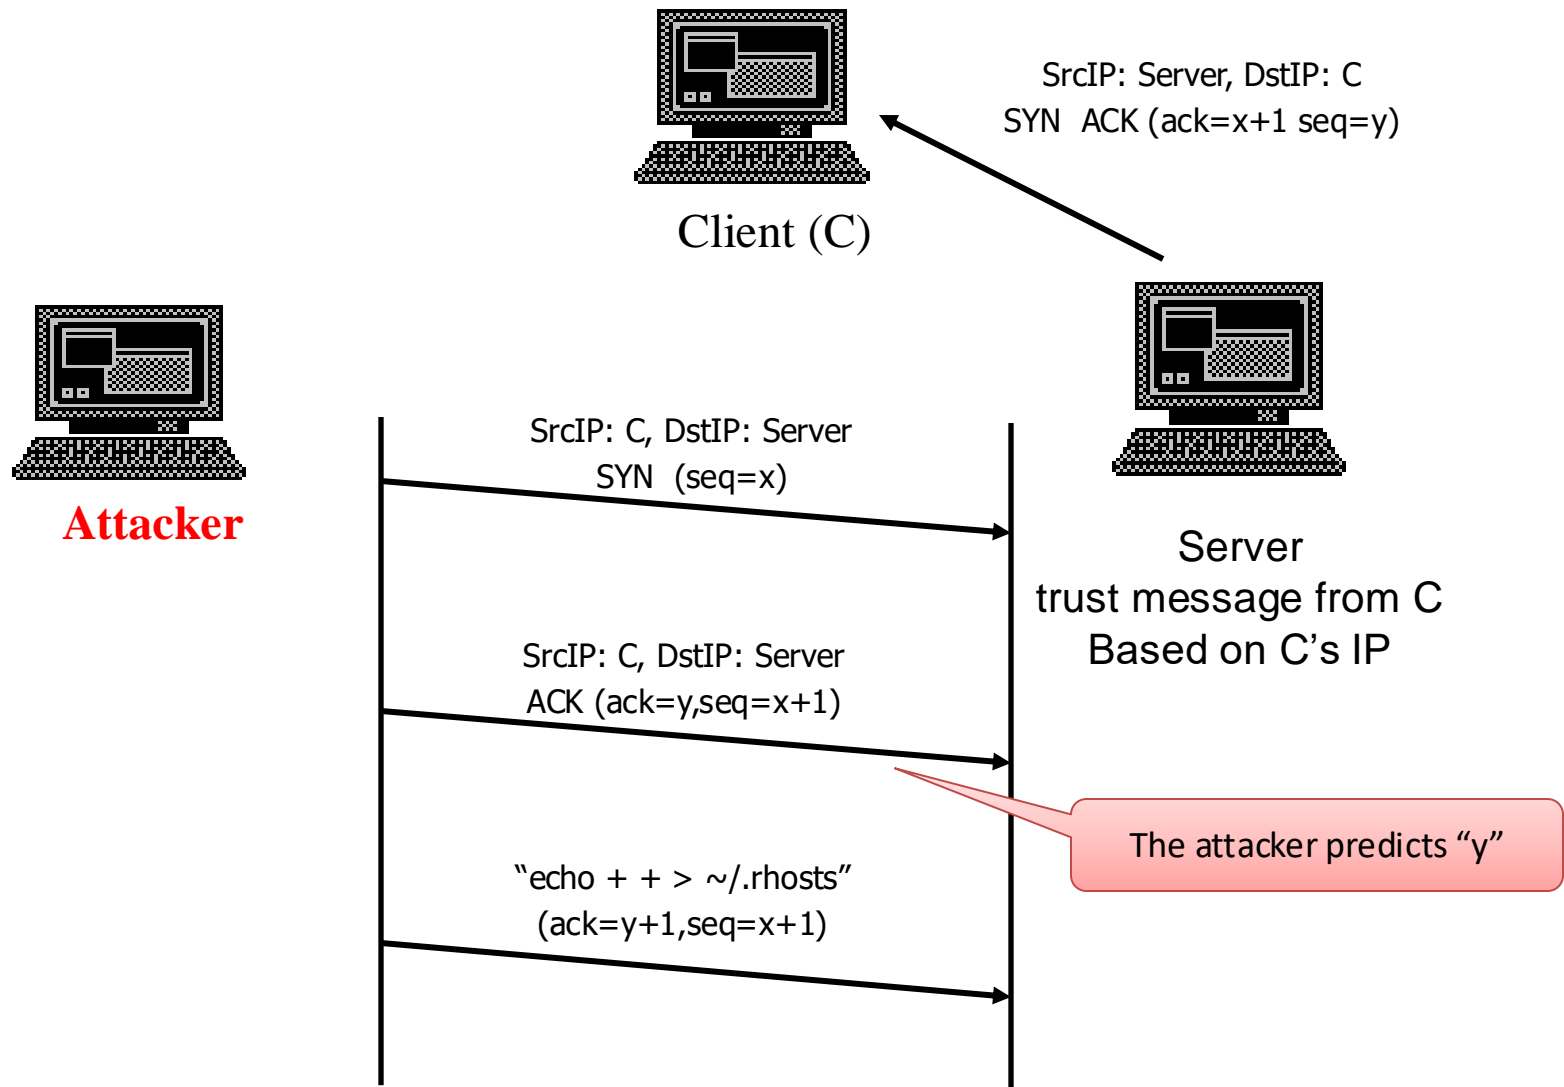 SrcIP: Server, DstIP: C
SYN ACK (ack=x+1 seq=y)
Client (C)
Attacker
SrcIP: C, DstIP: Server
SYN (seq=x)
Server
trust message from C
Based on C’s IP
SrcIP: C, DstIP: Server
ACK (ack=y,seq=x+1)
The attacker predicts “y”
“echo + + > ~/.rhosts”
(ack=y+1,seq=x+1)